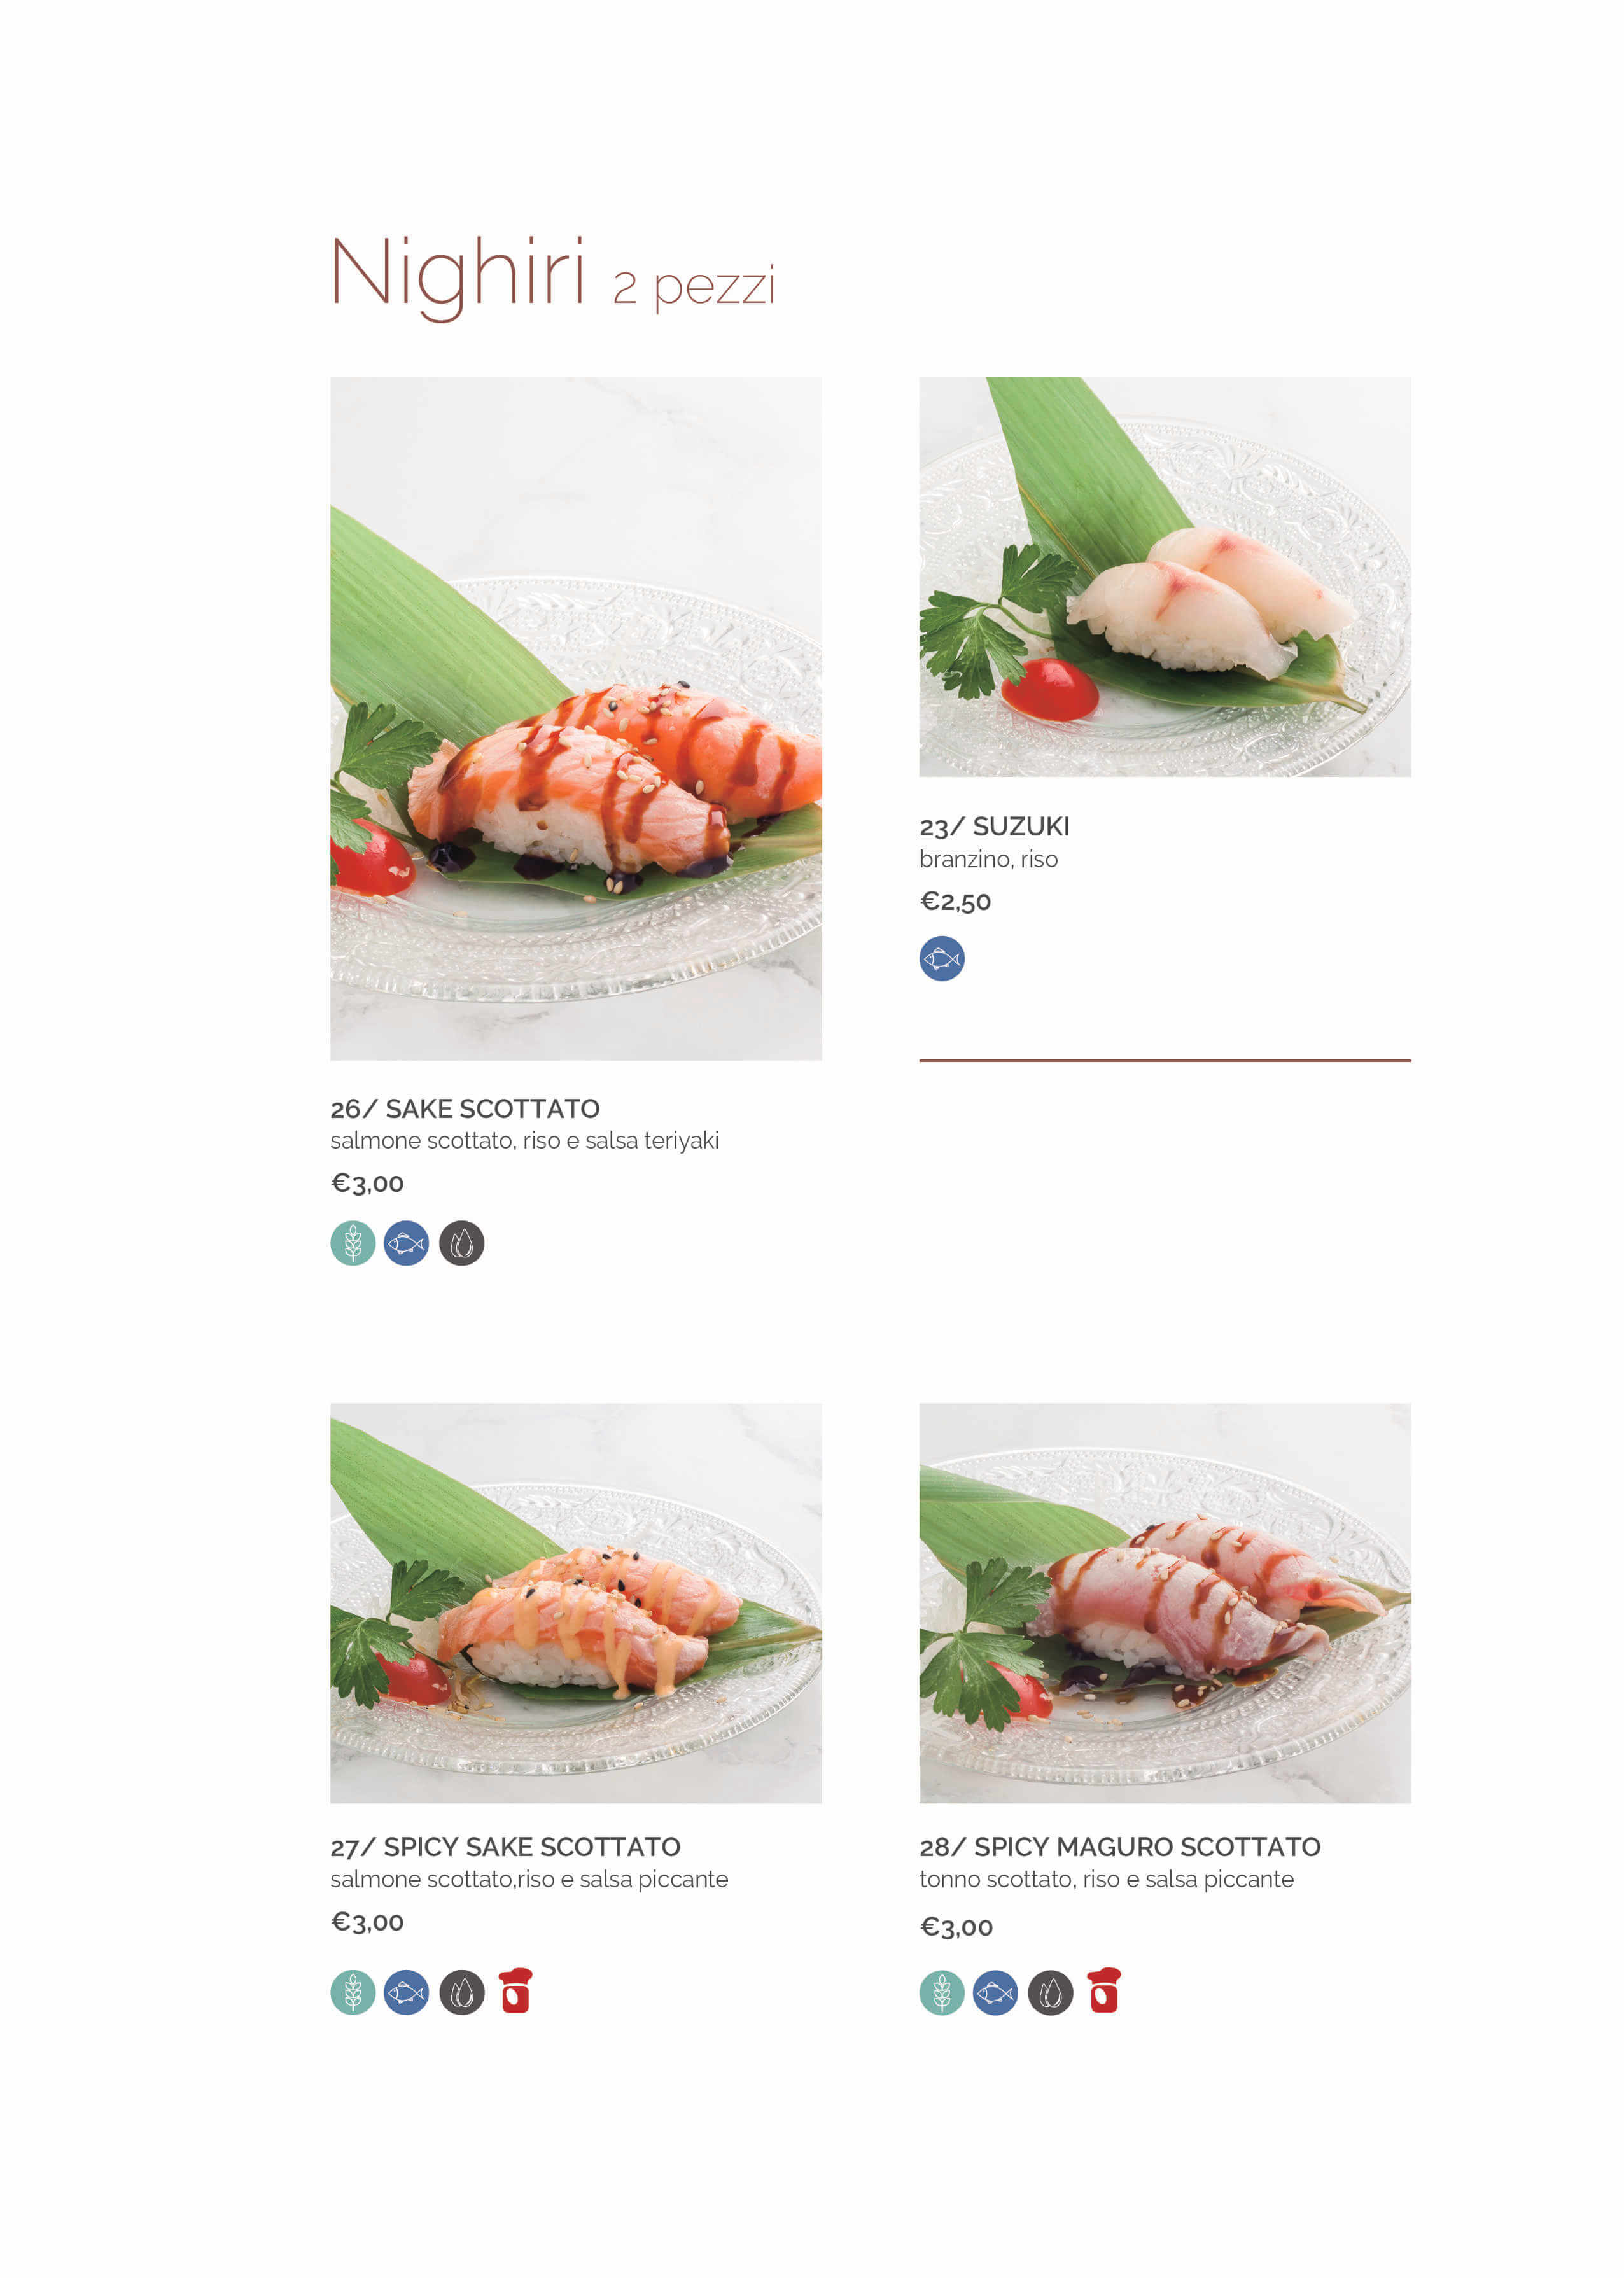 Nighiri 2 pezzi
23/ SUZUKI
branzino, riso
€2,50
26/ SAKE SCOTTATO
salmone scottato, riso e salsa teriyaki
€3,00
27/ SPICY SAKE SCOTTATO
salmone scottato,riso e salsa piccante
€3,00
28/ SPICY MAGURO SCOTTATO
tonno scottato, riso e salsa piccante
€3,00